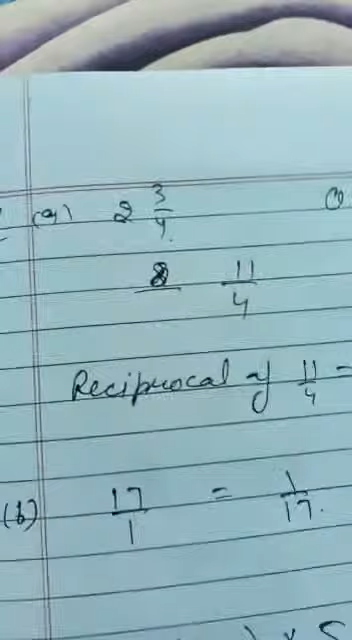 (a) 2 3/4
8 11/4
Reciprocal of 11/4 =
(b) 17/1 = 1/17.